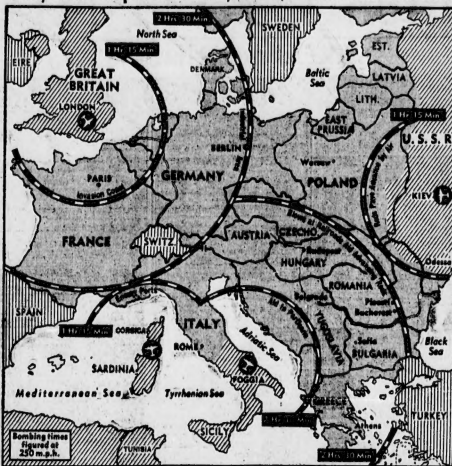 2 Hrs. 30 Min.
SWEDEN
North Sea
1 Hr. 15 Min.
EIRE
GREAT
BRITAIN
DENMARK
Baltic
Sea
EST.
LATVIA
LITH.
LONDON
EAST
PRUSSIA
1 Hr. 15 Min.
U. S. S. R.
BERLIN
Warsaw
PARIS
Invasion Coast
GERMANY
POLAND
KIEV
FRANCE
Odessa
SWITZ.
AUSTRIA
CZECHO.
HUNGARY
ROMANIA
Belgrade
Ploesti
Bucharest
SPAIN
1 Hr. 15 Min.
CORSICA
ITALY
ROME
Adriatic Sea
YUGOSLAVIA
Sofia
BULGARIA
Black
Sea
SARDINIA
FOGGIA
Mediterranean Sea
Tyrrhenian Sea
GREECE
TURKEY
1 Hr. 15 Min.
Athens
SICILY
Bombing times
figured at
250 m.p.h.
TUNISIA
2 Hrs. 30 Min.